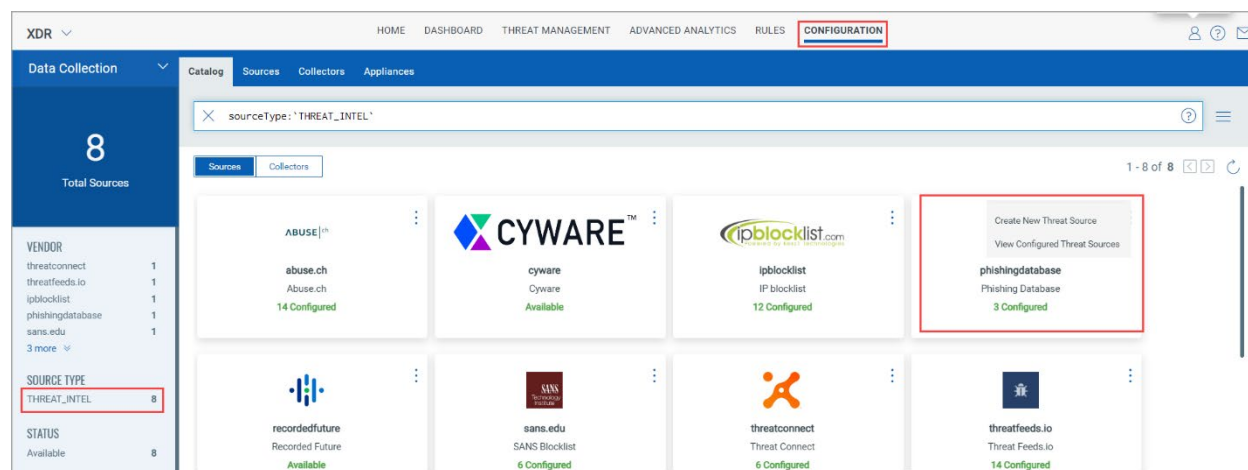 XDR
HOME DASHBOARD THREAT MANAGEMENT ADVANCED ANALYTICS RULES CONFIGURATION
Data Collection
Catalog Sources Collectors Appliances
sourceType:`THREAT_INTEL`
8
Total Sources
Sources Collectors
1 - 8 of 8
VENDOR
threatconnect 1
threatfeeds.io 1
ipblocklist 1
phishingdatabase 1
sans.edu 1
3 more
SOURCE TYPE
THREAT_INTEL 8
STATUS
Available 8
ABUSE ch
abuse.ch
Abuse.ch
14 Configured
CYWARE™
cyware
Cyware
Available
ipblocklist.com
ipblocklist
IP blocklist
12 Configured
Create New Threat Source
View Configured Threat Sources
phishingdatabase
Phishing Database
3 Configured
recordedfuture
Recorded Future
Available
SANS
Technology
Institute
sans.edu
SANS Blocklist
6 Configured
threatconnect
Threat Connect
6 Configured
threatfeeds.io
Threat Feeds.io
14 Configured